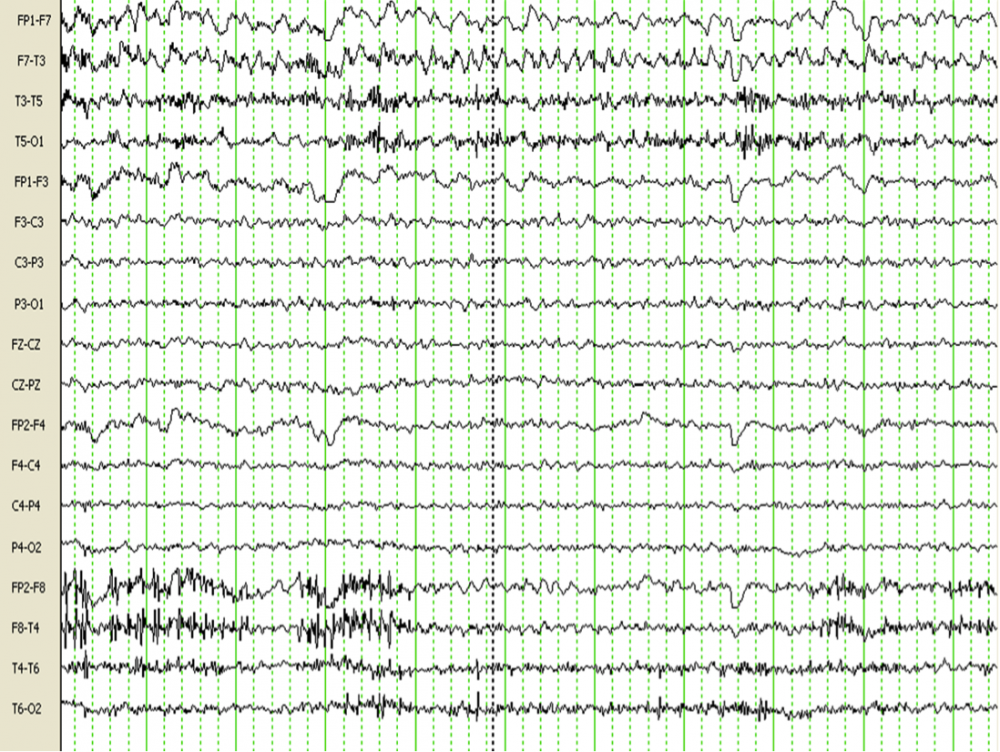 FP1-F7
F7-T3
T3-T5
T5-O1
FP1-F3
F3-C3
C3-P3
P3-O1
FZ-CZ
CZ-PZ
FP2-F4
F4-C4
C4-P4
P4-O2
FP2-F8
F8-T4
T4-T6
T6-O2